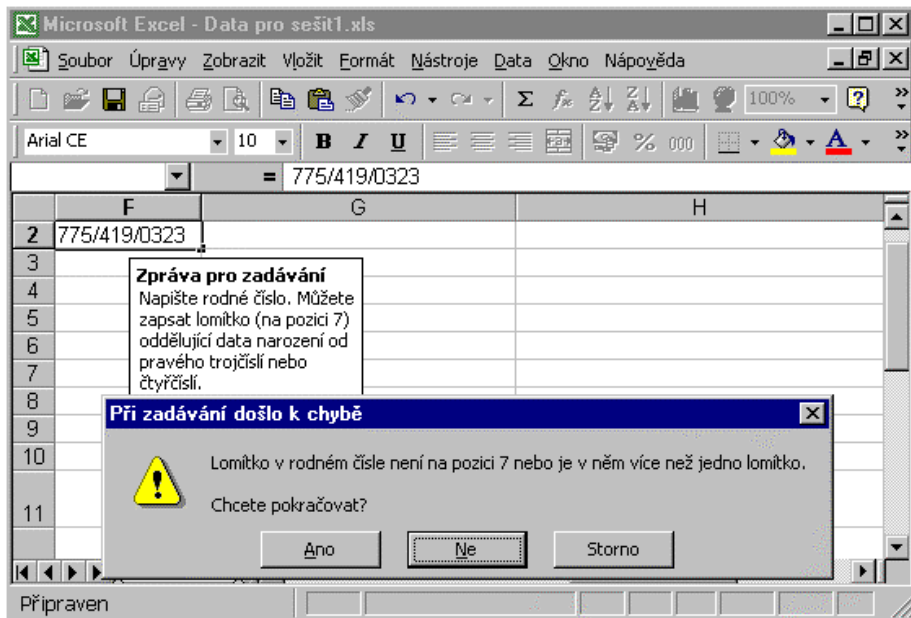 Microsoft Excel - Data pro sešit1.xls
Soubor Úpravy Zobrazit Vložit Formát Nástroje Data Okno Nápověda
Σ fx 100% »
Arial CE 10 B I U % 000 A »
= 775/419/0323
F G H
2 775/419/0323
3
4
5
6
7
8
9
10
11
Zpráva pro zadávání
Napište rodné číslo. Můžete
zapsat lomítko (na pozici 7)
oddělující data narození od
pravého trojčíslí nebo
čtyřčíslí.
Při zadávání došlo k chybě
Lomítko v rodném čísle není na pozici 7 nebo je v něm více než jedno lomítko.
Chcete pokračovat?
Ano Ne Storno
Připraven